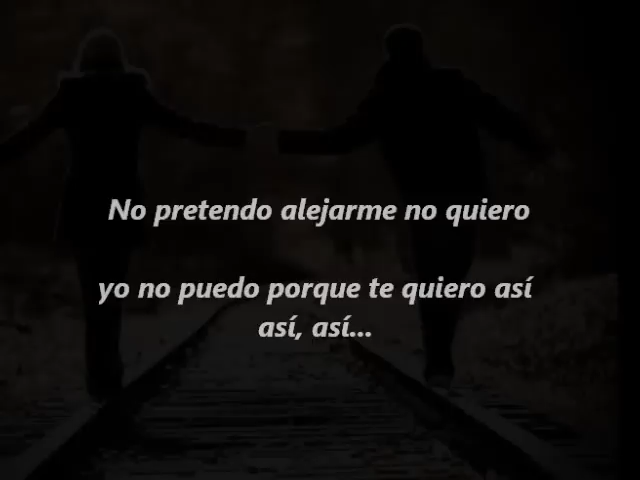 No pretendo alejarme no quiero
yo no puedo porque te quiero así
así, así...